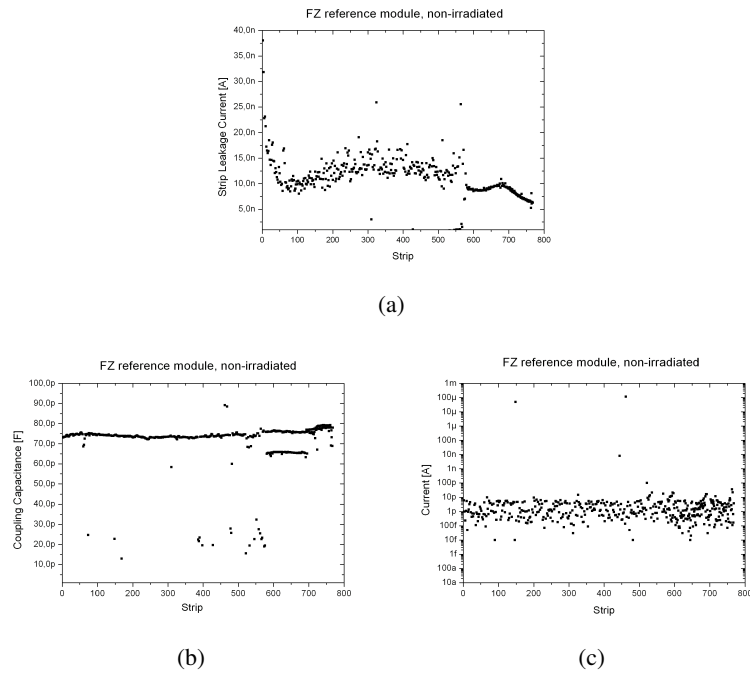 FZ reference module, non-irradiated
40,0n
35,0n
30,0n
25,0n
20,0n
15,0n
10,0n
5,0n
Strip Leakage Current [A]
0 100 200 300 400 500 600 700 800
Strip
(a)
FZ reference module, non-irradiated
100,0p
90,0p
80,0p
70,0p
60,0p
50,0p
40,0p
30,0p
20,0p
10,0p
Coupling Capacitance [F]
0 100 200 300 400 500 600 700 800
Strip
(b)
FZ reference module, non-irradiated
1m
100µ
10µ
1µ
100n
10n
1n
100p
10p
1p
100f
10f
1f
100a
10a
Current [A]
0 100 200 300 400 500 600 700 800
Strip
(c)